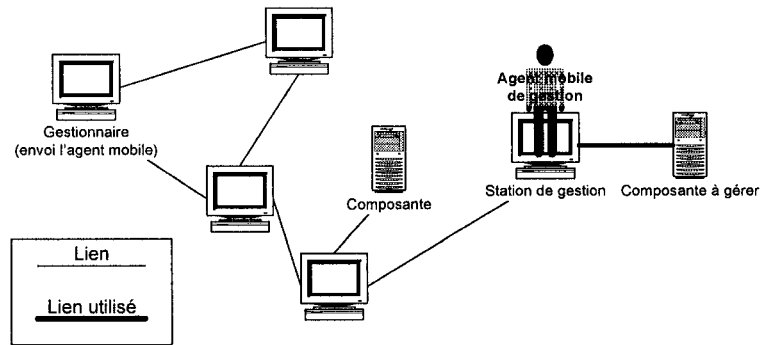 Agent mobile
de gestion
Gestionnaire
(envoi l'agent mobile)
Composante
Station de gestion
Composante à gérer
Lien
Lien utilisé